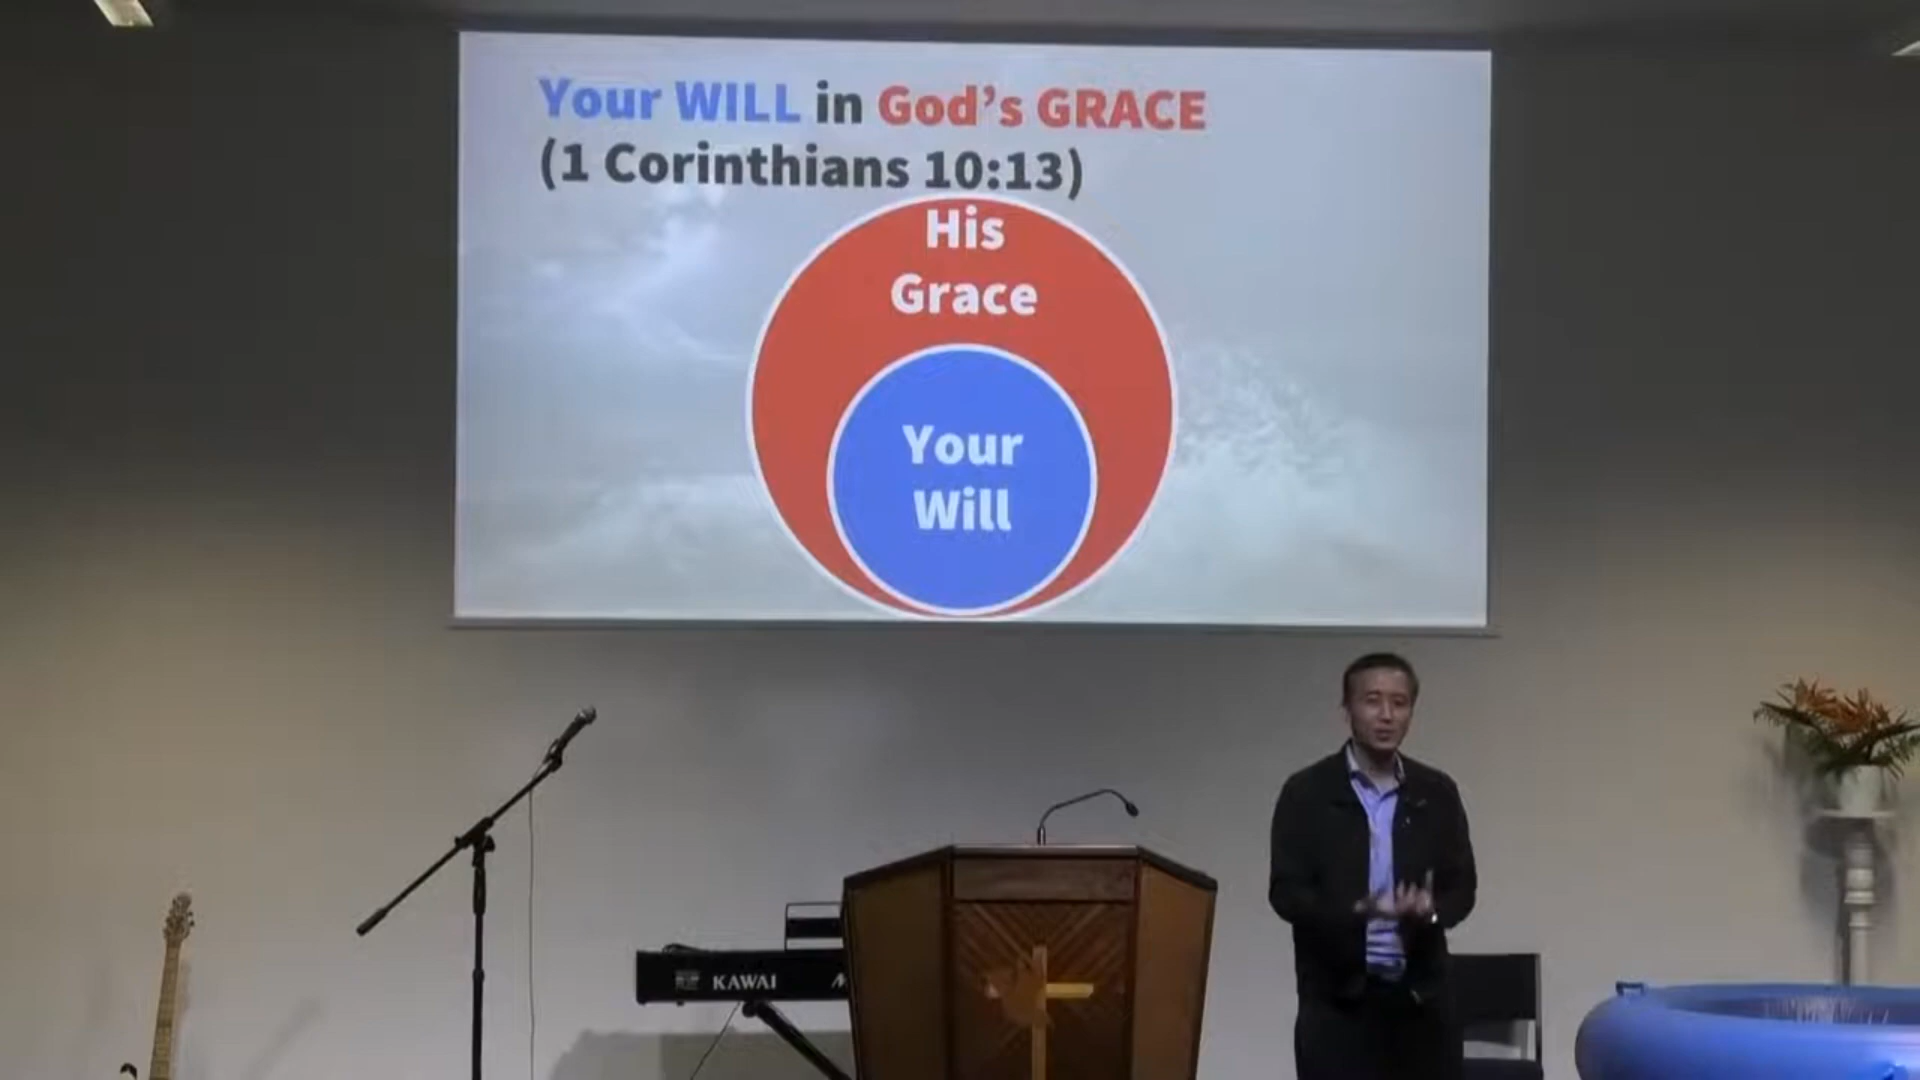 Your WILL in God's GRACE
(1 Corinthians 10:13)
His
Grace
Your
Will
KAWAI